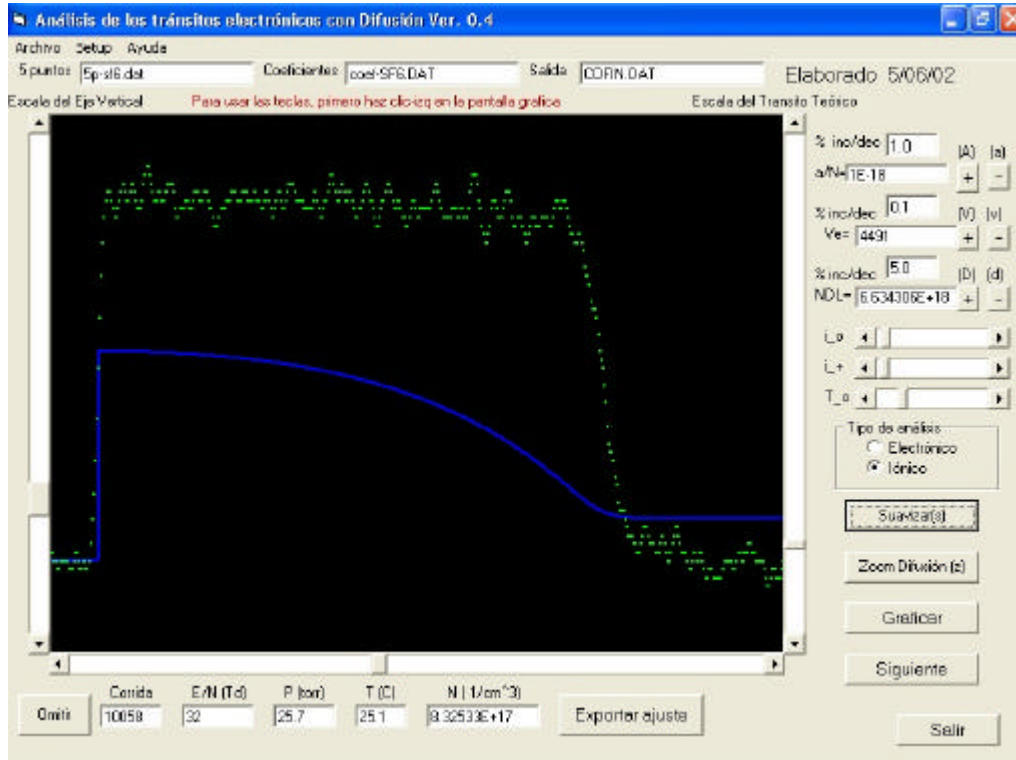 Análisis de los tránsitos electrónicos con Difusión Ver. 0.4
Archivo Setup Ayuda
5 puntos 5p-sf6.dat Coeficientes coef-SF6.DAT Salida CORN.DAT Elaborado 5/06/02
Escala del Eje Vertical Para usar las teclas, primero haz clic-izq en la pantalla grafica Escala del Transito Teórico
% inc/dec 1.0 (A) (a)
a/N= 1E-18 + -
% inc/dec 0.1 (V) (v)
Ve= 4491 + -
% inc/dec 5.0 (D) (d)
NDL= 6.634306E+18 + -
i_o
i_+
T_o
Tipo de análisis
Electrónico
Iónico
Suavizar(s)
Zoom Difusión (z)
Graficar
Siguiente
Corrida E/N (Td) P (torr) T (C) N ( 1/cm^3)
Omitir 10058 32 25.7 25.1 8.32533E+17 Exportar ajuste
Salir